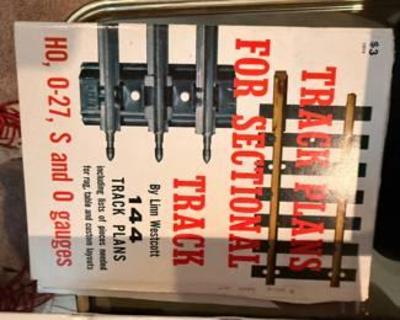 $3
TRACK PLANS
FOR SECTIONAL
TRACK
By Linn Westcott
144
TRACK PLANS
including lists of pieces needed
for rug, table and custom layouts
HO, O-27, S and O gauges